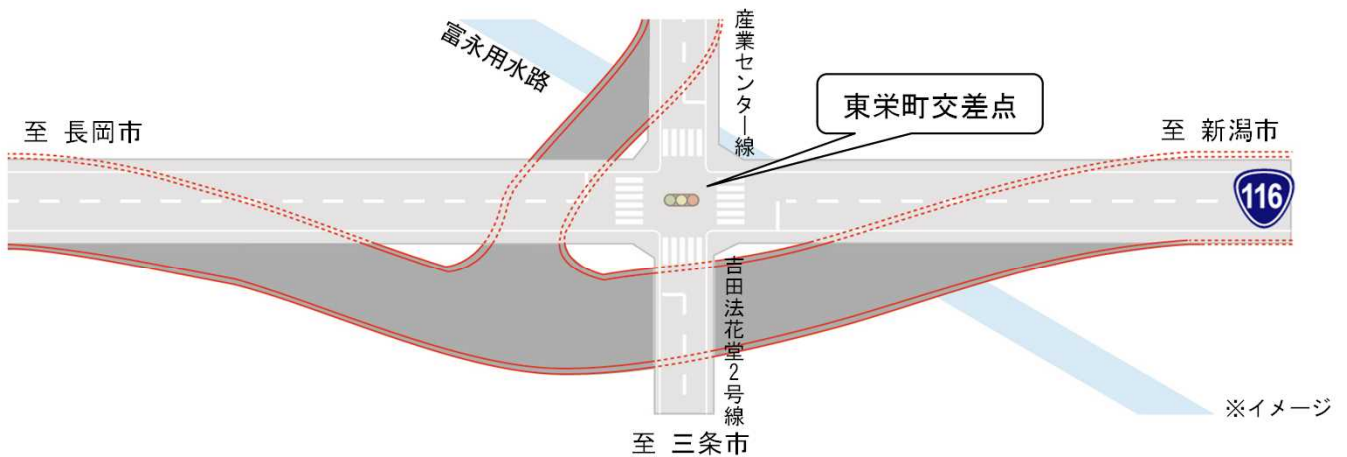 富永用水路
産業センター線
東栄町交差点
至 長岡市
至 新潟市
116
吉田法花堂2号線
※イメージ
至 三条市